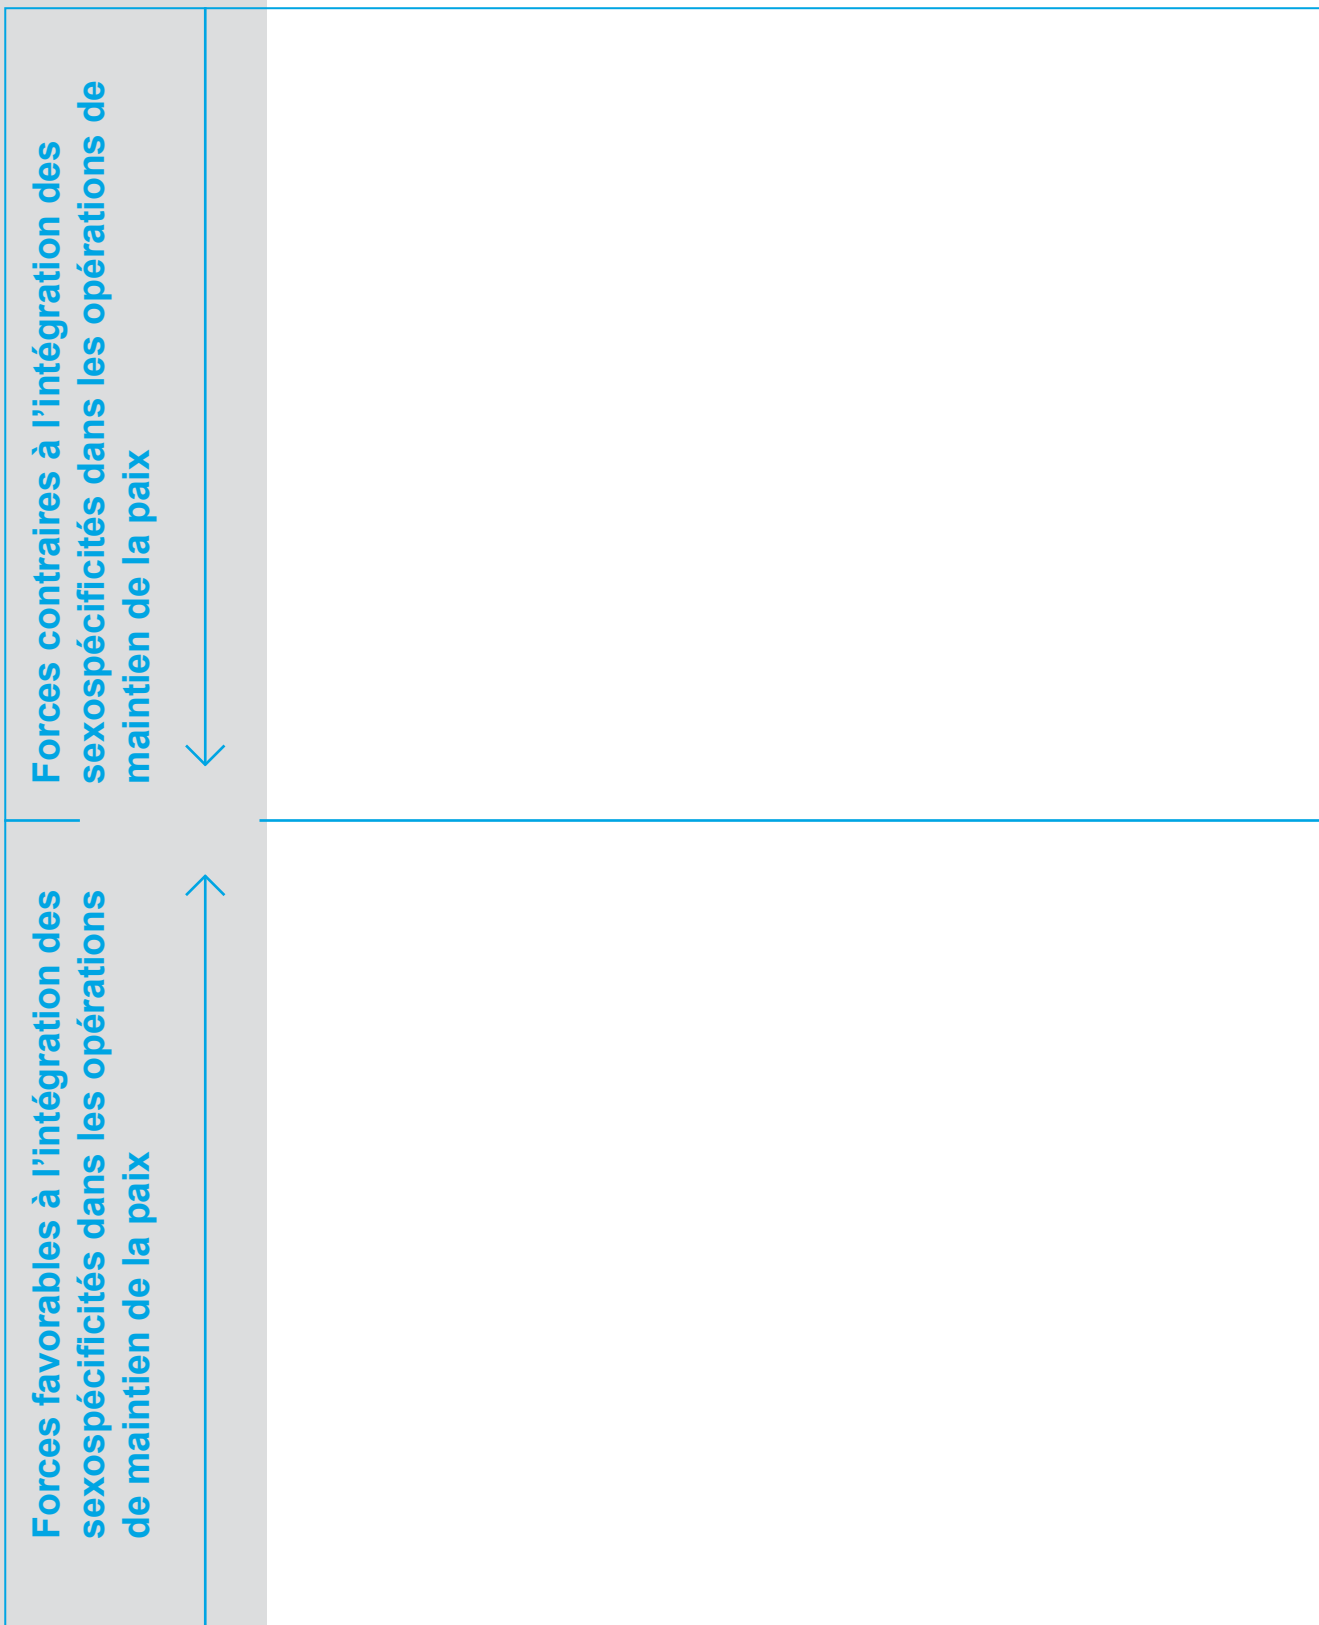 Forces favorables à l’intégration des
sexospécificités dans les opérations
de maintien de la paix
Forces contraires à l’intégration des
sexospécificités dans les opérations de
maintien de la paix